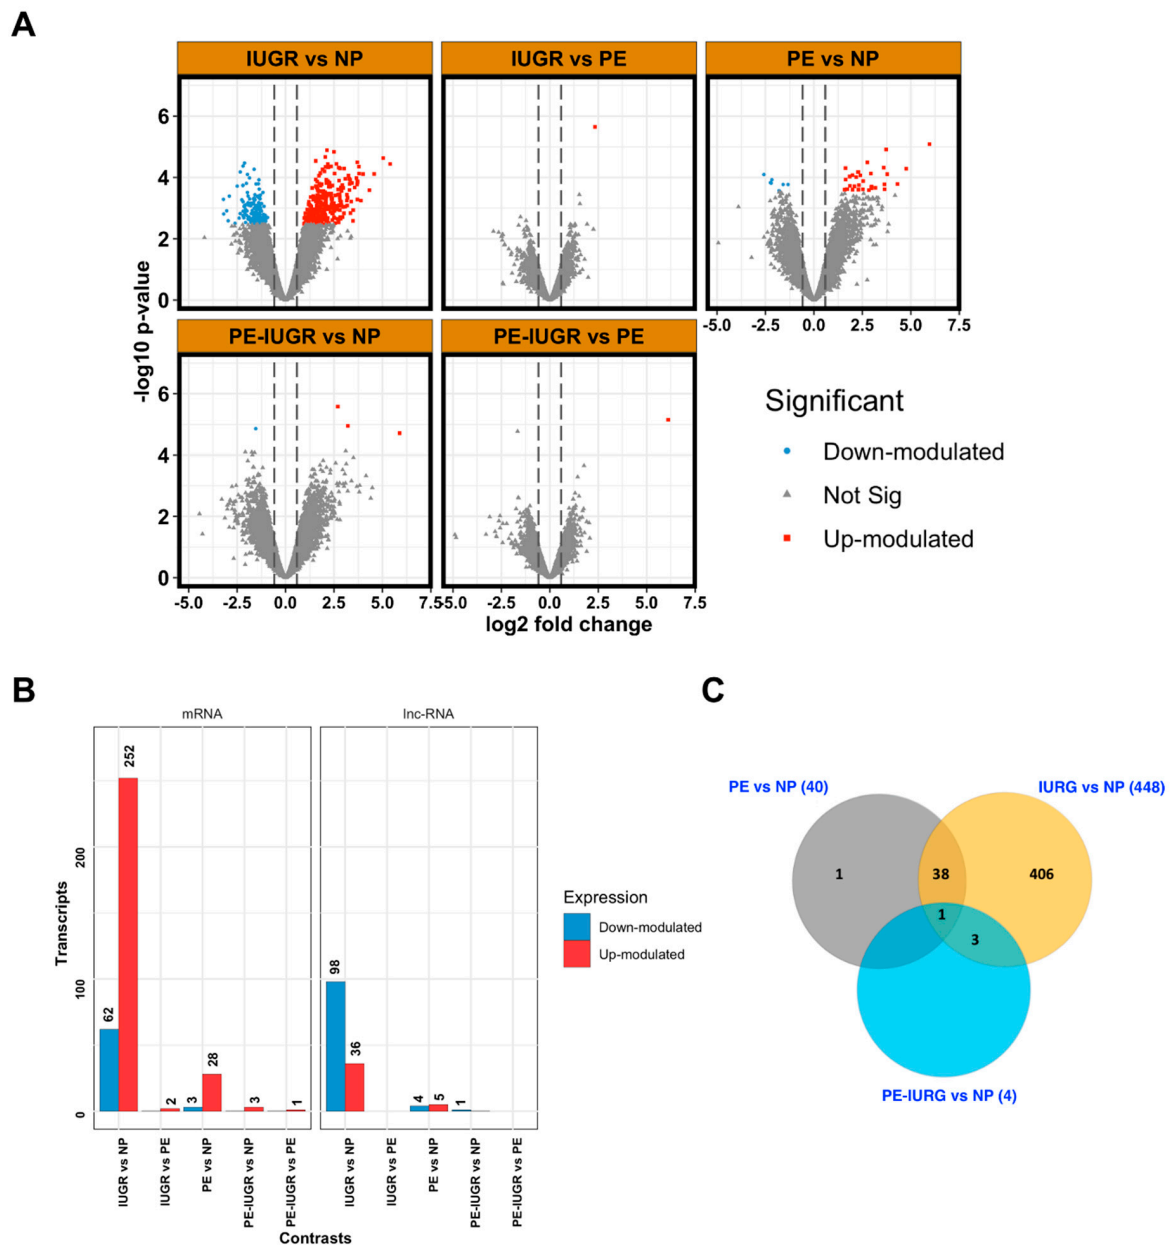 A
IUGR vs NP
IUGR vs PE
PE vs NP
6
4
2
0
-5.0 -2.5 0.0 2.5 5.0 7.5
PE-IUGR vs NP
PE-IUGR vs PE
6
4
2
0
-5.0 -2.5 0.0 2.5 5.0 7.5
-5.0 -2.5 0.0 2.5 5.0 7.5
-log10 p-value
log2 fold change
Significant
Down-modulated
Not Sig
Up-modulated
B
mRNA
lnc-RNA
Transcripts
200
100
0
62
252
2
3
28
3
1
98
36
4
5
1
IUGR vs NP
IUGR vs PE
PE vs NP
PE-IUGR vs NP
PE-IUGR vs PE
IUGR vs NP
IUGR vs PE
PE vs NP
PE-IUGR vs NP
PE-IUGR vs PE
Contrasts
Expression
Down-modulated
Up-modulated
C
PE vs NP (40)
IURG vs NP (448)
1
38
406
1
3
PE-IURG vs NP (4)